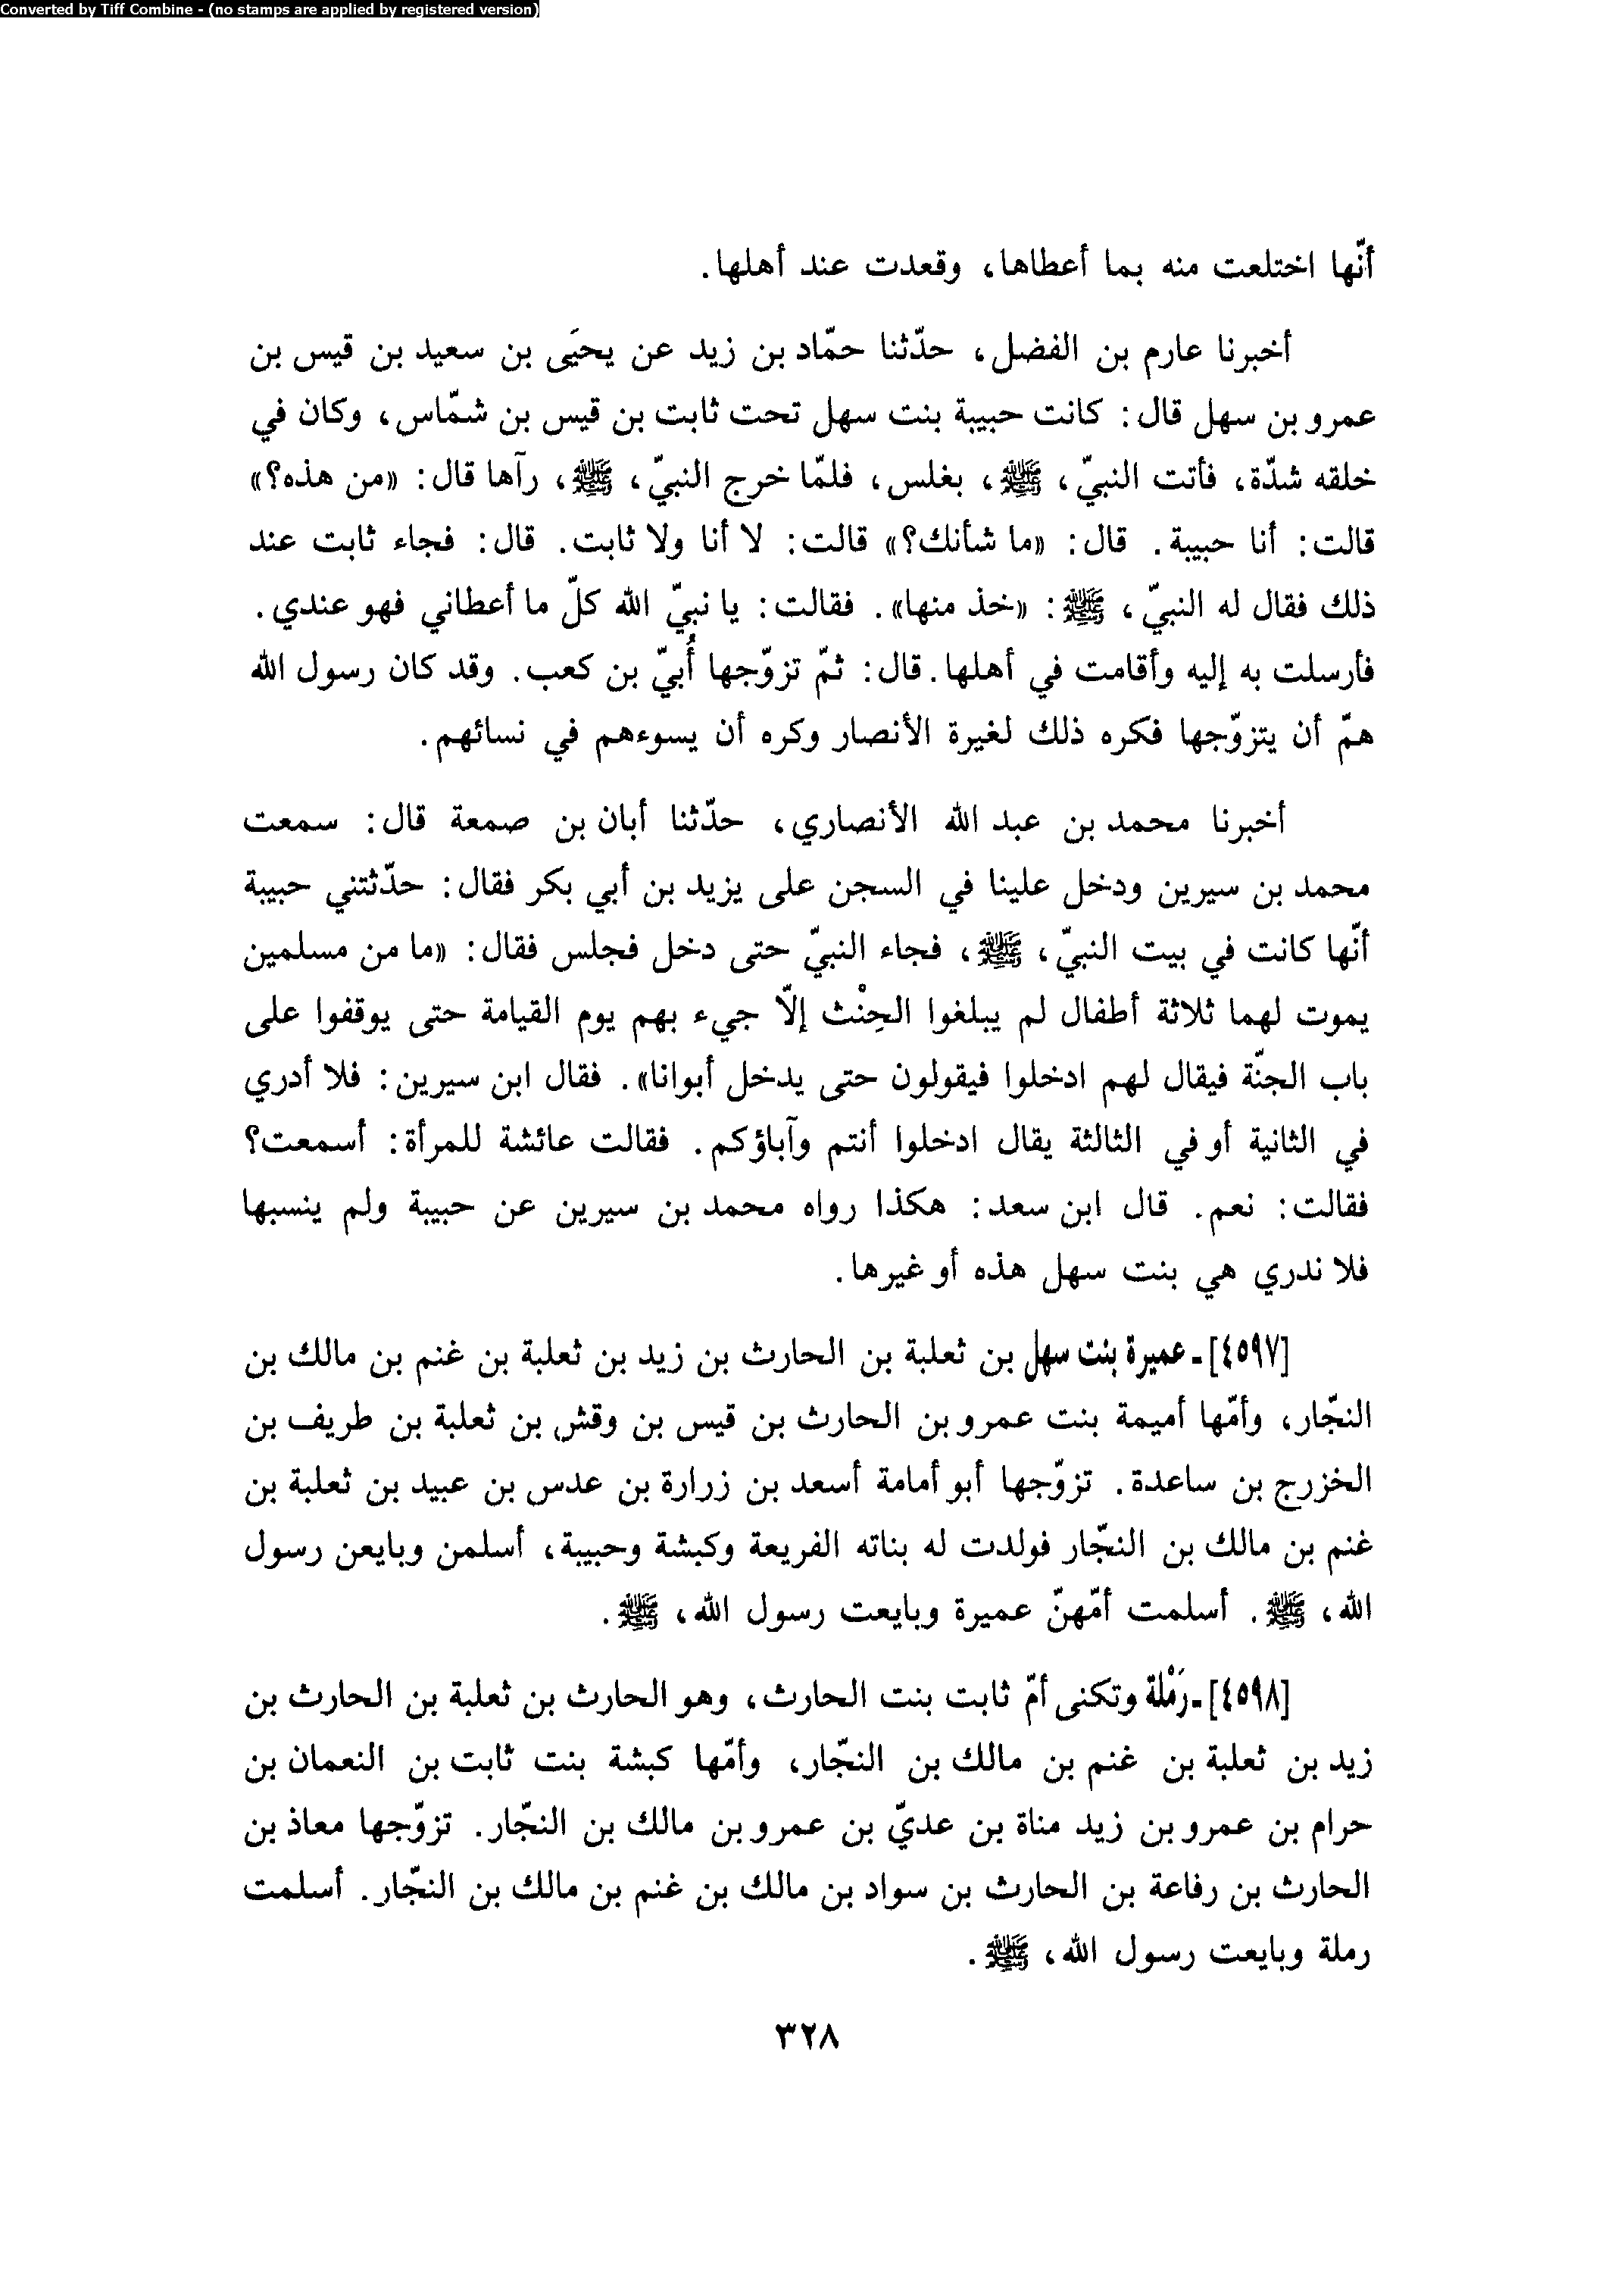 Converted by Tiff Combine - (no stamps are applied by registered version)
أنّها اختلعت منه بما أعطاها، وقعدت عند أهلها.
أخبرنا عارم بن الفضل، حدّثنا حمّاد بن زيد عن يحيَى بن سعيد بن قيس بن
عمرو بن سهل قال: كانت حبيبة بنت سهل تحت ثابت بن قيس بن شمّاس، وكان في
خلقه شدّة، فأتت النبيّ، ﷺ، بغلس، فلمّا خرج النبيّ، ﷺ، رآها قال: «من هذه؟»
قالت: أنا حبيبة. قال: «ما شأنك؟» قالت: لا أنا ولا ثابت. قال: فجاء ثابت عند
ذلك فقال له النبيّ، ﷺ: «خذ منها». فقالت: يا نبيّ الله كلّ ما أعطاني فهو عندي.
فأرسلت به إليه وأقامت في أهلها. قال: ثمّ تزوّجها أُبيّ بن كعب. وقد كان رسول الله
همّ أن يتزوّجها فكره ذلك لغيرة الأنصار وكره أن يسوءهم في نسائهم.
أخبرنا محمد بن عبد الله الأنصاري، حدّثنا أبان بن صمعة قال: سمعت
محمد بن سيرين ودخل علينا في السجن على يزيد بن أبي بكر فقال: حدّثتني حبيبة
أنّها كانت في بيت النبيّ، ﷺ، فجاء النبيّ حتى دخل فجلس فقال: «ما من مسلمين
يموت لهما ثلاثة أطفال لم يبلغوا الحِنْث إلّا جيء بهم يوم القيامة حتى يوقفوا على
باب الجنّة فيقال لهم ادخلوا فيقولون حتى يدخل أبوانا». فقال ابن سيرين: فلا أدري
في الثانية أو في الثالثة يقال ادخلوا أنتم وآباؤكم. فقالت عائشة للمرأة: أسمعت؟
فقالت: نعم. قال ابن سعد: هكذا رواه محمد بن سيرين عن حبيبة ولم ينسبها
فلا ندري هي بنت سهل هذه أو غيرها.
[٤٥٩٧]ـ عميرة بنت سهل بن ثعلبة بن الحارث بن زيد بن ثعلبة بن غنم بن مالك بن
النجّار، وأمّها أميمة بنت عمرو بن الحارث بن قيس بن وقش بن ثعلبة بن طريف بن
الخزرج بن ساعدة. تزوّجها أبو أمامة أسعد بن زرارة بن عدس بن عبيد بن ثعلبة بن
غنم بن مالك بن النجّار فولدت له بناته الفريعة وكبشة وحبيبة، أسلمن وبايعن رسول
الله، ﷺ. أسلمت أمّهنّ عميرة وبايعت رسول الله، ﷺ.
[٤٥٩٨]ـ رَمْلة وتكنى أمّ ثابت بنت الحارث، وهو الحارث بن ثعلبة بن الحارث بن
زيد بن ثعلبة بن غنم بن مالك بن النجّار، وأمّها كبشة بنت ثابت بن النعمان بن
حرام بن عمرو بن زيد مناة بن عديّ بن عمرو بن مالك بن النجّار. تزوّجها معاذ بن
الحارث بن رفاعة بن الحارث بن سواد بن مالك بن غنم بن مالك بن النجّار. أسلمت
رملة وبايعت رسول الله، ﷺ.
٣٢٨